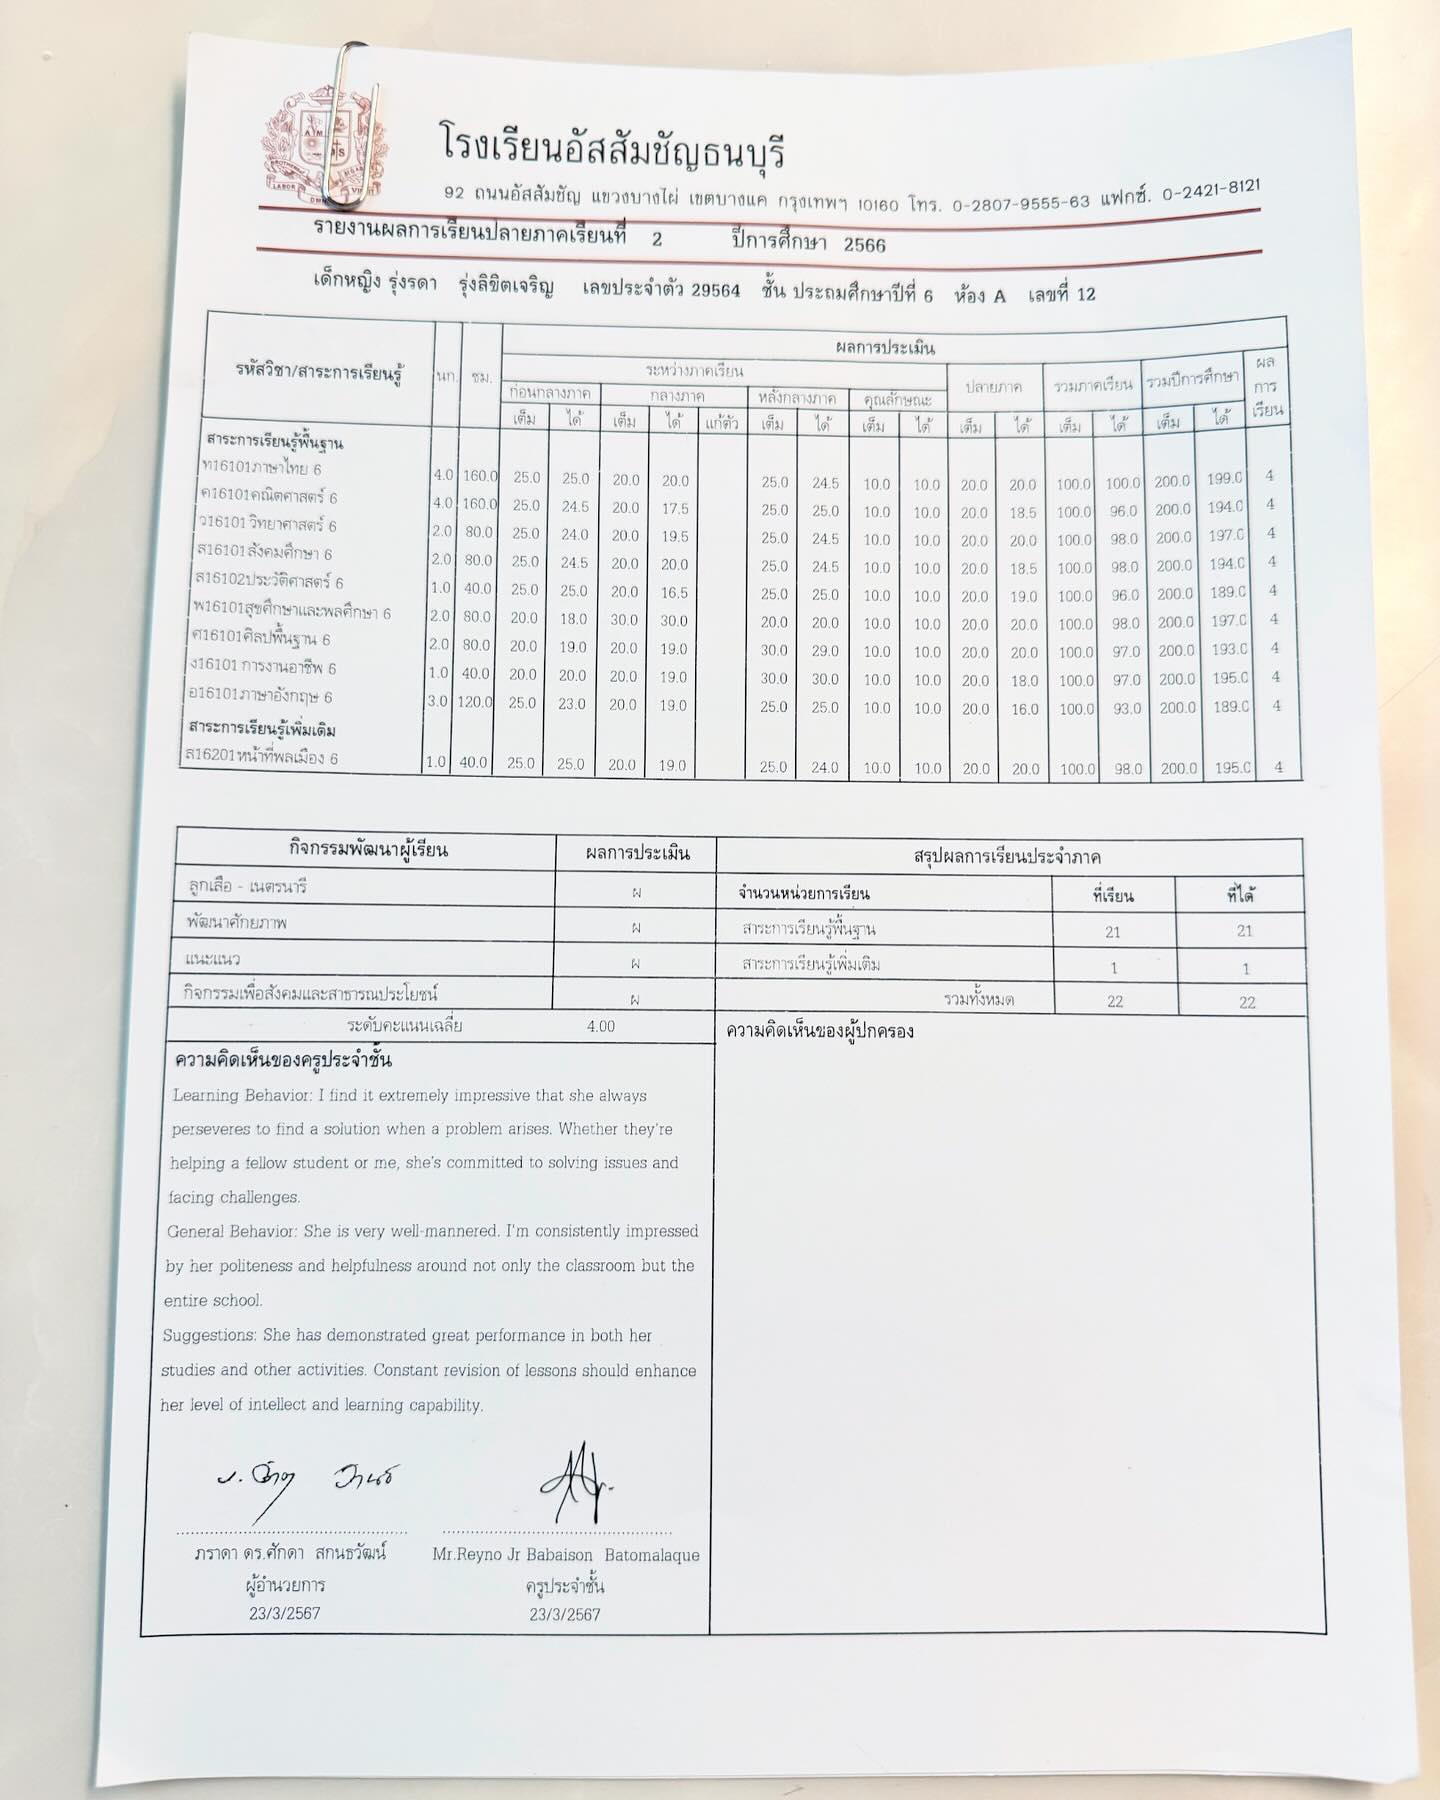 โรงเรียนอัสสัมชัญธนบุรี
92 ถนนอัสสัมชัญ แขวงบางไผ่ เขตบางแค กรุงเทพฯ 10160 โทร. 0-2807-9555-63 แฟกซ์. 0-2421-8121
รายงานผลการเรียนปลายภาคเรียนที่ 2 ปีการศึกษา 2566
เด็กหญิง รุ่งรดา รุ่งลิขิตเจริญ เลขประจำตัว 29564 ชั้น ประถมศึกษาปีที่ 6 ห้อง A เลขที่ 12
รหัสวิชา/สาระการเรียนรู้ นก. ชม. ผลการประเมิน
ระหว่างภาคเรียน ปลายภาค รวมภาคเรียน รวมปีการศึกษา ผลการเรียน
ก่อนกลางภาค กลางภาค หลังกลางภาค คุณลักษณะ
เต็ม ได้ เต็ม ได้ แก้ตัว เต็ม ได้ เต็ม ได้ เต็ม ได้ เต็ม ได้ เต็ม ได้
สาระการเรียนรู้พื้นฐาน
ท16101ภาษาไทย 6 4.0 160.0 25.0 25.0 20.0 20.0 25.0 24.5 10.0 10.0 20.0 20.0 100.0 100.0 200.0 199.0 4
ค16101คณิตศาสตร์ 6 4.0 160.0 25.0 24.5 20.0 17.5 25.0 25.0 10.0 10.0 20.0 18.5 100.0 96.0 200.0 194.0 4
ว16101วิทยาศาสตร์ 6 2.0 80.0 25.0 24.0 20.0 19.5 25.0 24.5 10.0 10.0 20.0 20.0 100.0 98.0 200.0 197.0 4
ส16101สังคมศึกษา 6 2.0 80.0 25.0 24.5 20.0 20.0 25.0 24.5 10.0 10.0 20.0 18.5 100.0 98.0 200.0 194.0 4
ส16102ประวัติศาสตร์ 6 1.0 40.0 25.0 25.0 20.0 16.5 25.0 25.0 10.0 10.0 20.0 19.0 100.0 96.0 200.0 189.0 4
พ16101สุขศึกษาและพลศึกษา 6 2.0 80.0 20.0 18.0 30.0 30.0 20.0 20.0 10.0 10.0 20.0 20.0 100.0 98.0 200.0 197.0 4
ศ16101ศิลปพื้นฐาน 6 2.0 80.0 20.0 19.0 20.0 19.0 30.0 29.0 10.0 10.0 20.0 20.0 100.0 97.0 200.0 193.0 4
ง16101 การงานอาชีพ 6 1.0 40.0 20.0 20.0 20.0 19.0 30.0 30.0 10.0 10.0 20.0 18.0 100.0 97.0 200.0 195.0 4
อ16101ภาษาอังกฤษ 6 3.0 120.0 25.0 23.0 20.0 19.0 25.0 25.0 10.0 10.0 20.0 16.0 100.0 93.0 200.0 189.0 4
สาระการเรียนรู้เพิ่มเติม
ส16201หน้าที่พลเมือง 6 1.0 40.0 25.0 25.0 20.0 19.0 25.0 24.0 10.0 10.0 20.0 20.0 100.0 98.0 200.0 195.0 4
กิจกรรมพัฒนาผู้เรียน ผลการประเมิน สรุปผลการเรียนประจำภาค
ลูกเสือ - เนตรนารี ผ จำนวนหน่วยการเรียน ที่เรียน ที่ได้
พัฒนาศักยภาพ ผ สาระการเรียนรู้พื้นฐาน 21 21
แนะแนว ผ สาระการเรียนรู้เพิ่มเติม 1 1
กิจกรรมเพื่อสังคมและสาธารณประโยชน์ ผ รวมทั้งหมด 22 22
ระดับคะแนนเฉลี่ย 4.00 ความคิดเห็นของผู้ปกครอง
ความคิดเห็นของครูประจำชั้น
Learning Behavior: I find it extremely impressive that she always
perseveres to find a solution when a problem arises. Whether they're
helping a fellow student or me, she's committed to solving issues and
facing challenges.
General Behavior: She is very well-mannered. I'm consistently impressed
by her politeness and helpfulness around not only the classroom but the
entire school.
Suggestions: She has demonstrated great performance in both her
studies and other activities. Constant revision of lessons should enhance
her level of intellect and learning capability.
ภราดา ดร.ศักดา สกนธวัฒน์ Mr.Reyno Jr Babaison Batomalaque
ผู้อำนวยการ ครูประจำชั้น
23/3/2567 23/3/2567